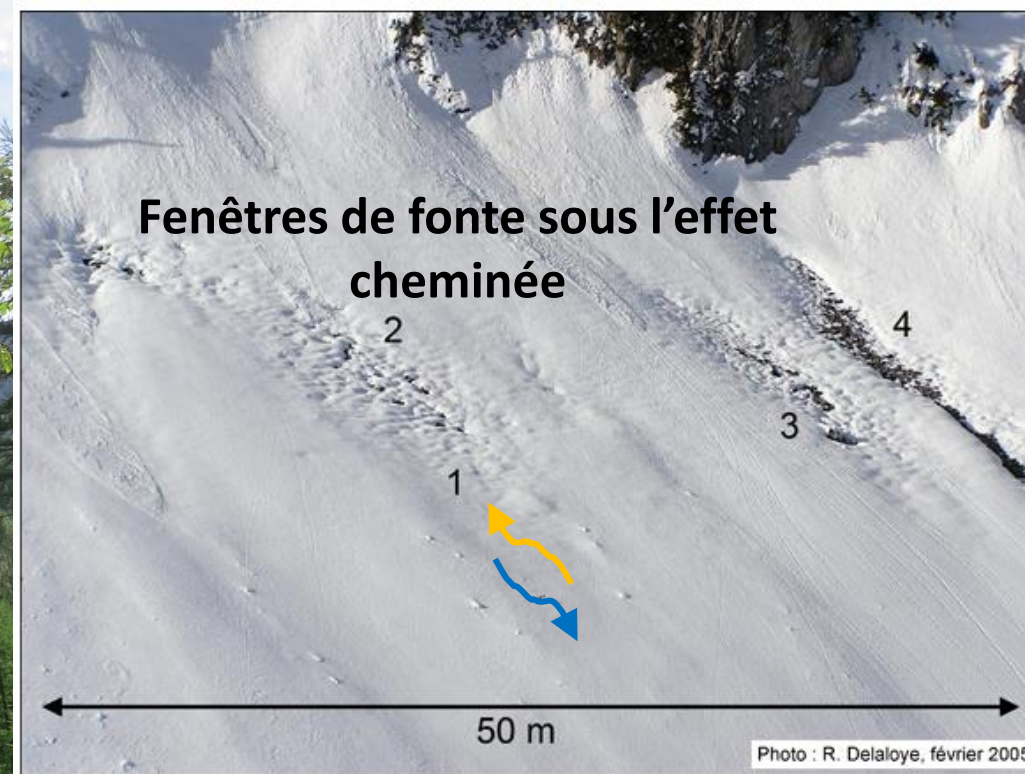 Fenêtres de fonte sous l’effet
cheminée
2
4
3
1
50 m
Photo : R. Delaloye, février 2005